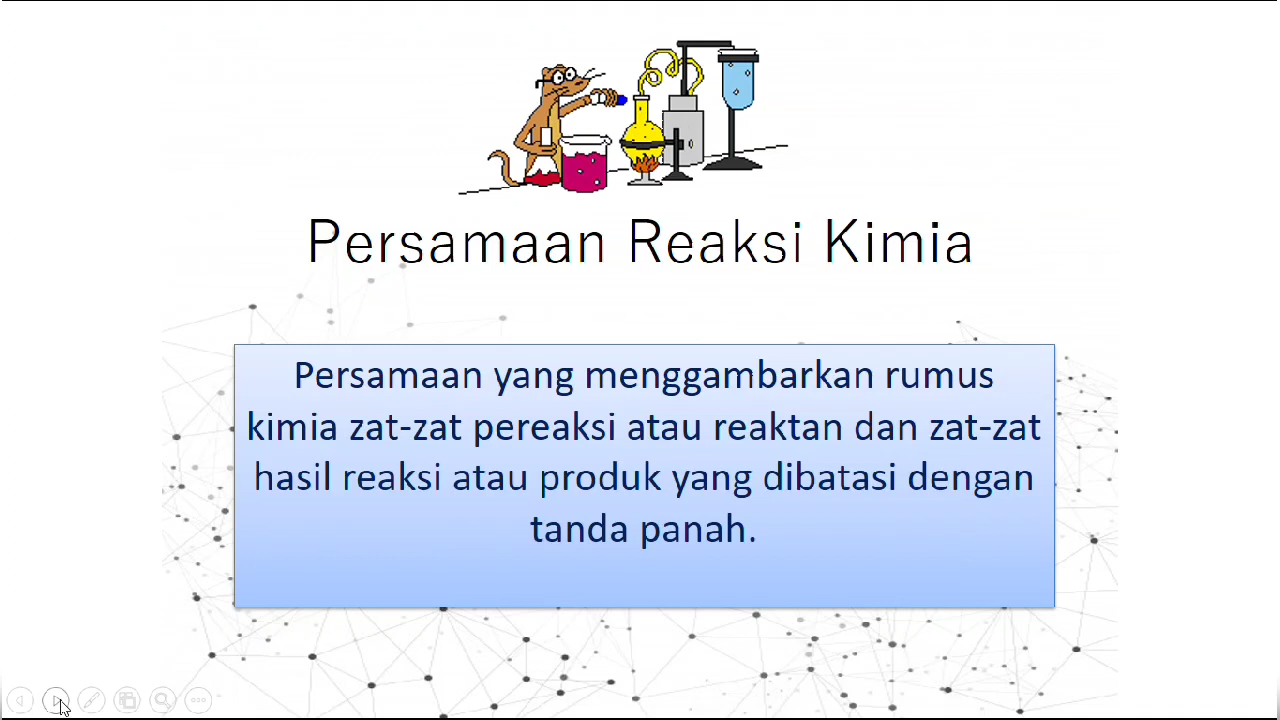 Persamaan Reaksi Kimia
Persamaan yang menggambarkan rumus
kimia zat-zat pereaksi atau reaktan dan zat-zat
hasil reaksi atau produk yang dibatasi dengan
tanda panah.